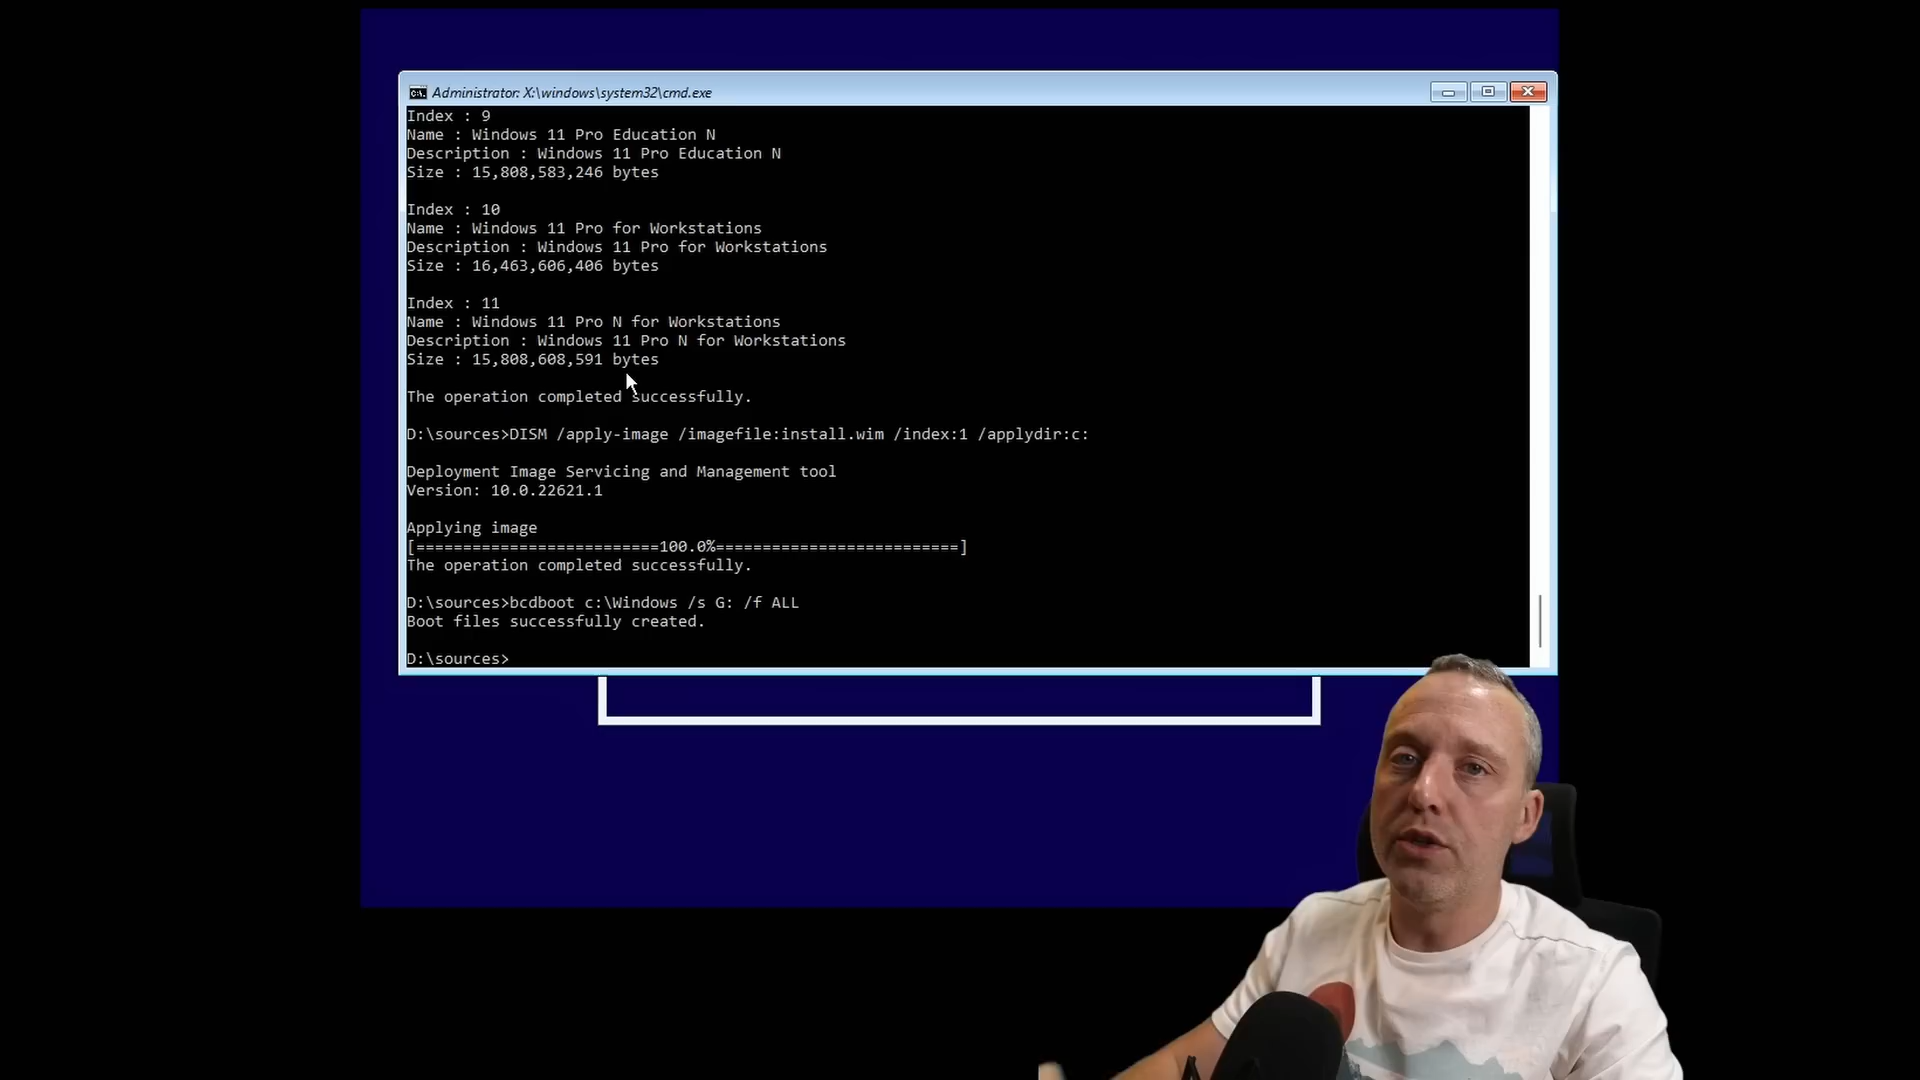 Administrator: X:\windows\system32\cmd.exe
Index : 9
Name : Windows 11 Pro Education N
Description : Windows 11 Pro Education N
Size : 15,808,583,246 bytes
Index : 10
Name : Windows 11 Pro for Workstations
Description : Windows 11 Pro for Workstations
Size : 16,463,606,406 bytes
Index : 11
Name : Windows 11 Pro N for Workstations
Description : Windows 11 Pro N for Workstations
Size : 15,808,608,591 bytes
The operation completed successfully.
D:\sources>DISM /apply-image /imagefile:install.wim /index:1 /applydir:c:
Deployment Image Servicing and Management tool
Version: 10.0.22621.1
Applying image
[==========================100.0%==========================]
The operation completed successfully.
D:\sources>bcdboot c:\Windows /s G: /f ALL
Boot files successfully created.
D:\sources>